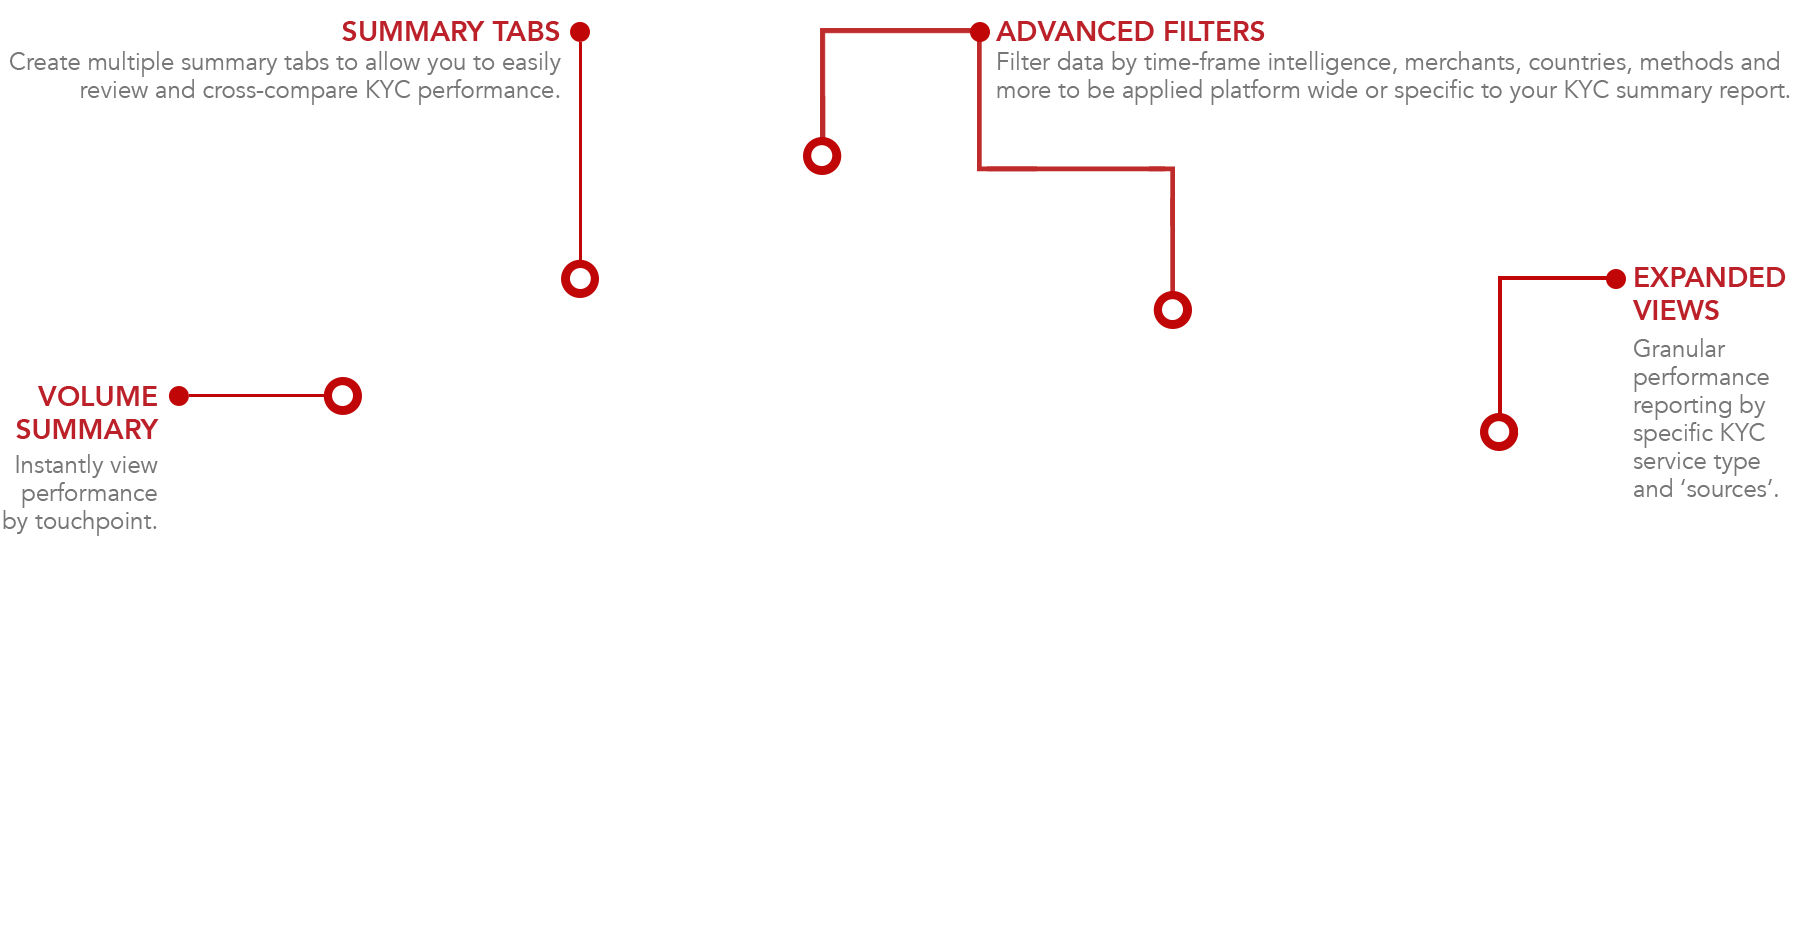 SUMMARY TABS
Create multiple summary tabs to allow you to easily
review and cross-compare KYC performance.
ADVANCED FILTERS
Filter data by time-frame intelligence, merchants, countries, methods and
more to be applied platform wide or specific to your KYC summary report.
EXPANDED
VIEWS
Granular
performance
reporting by
specific KYC
service type
and ‘sources’.
VOLUME
SUMMARY
Instantly view
performance
by touchpoint.